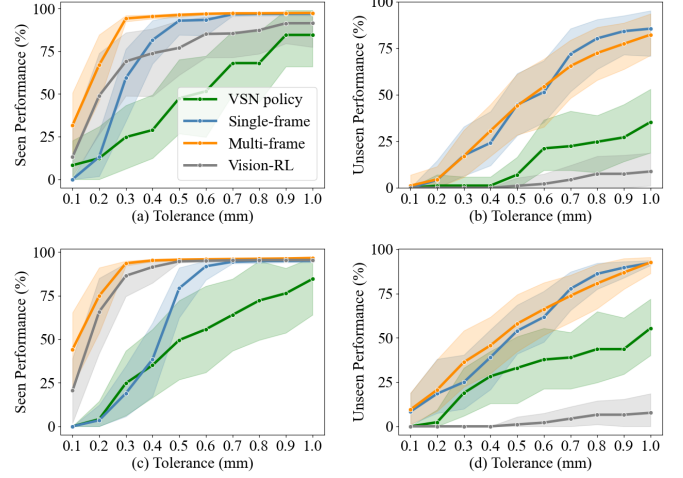 Seen Performance (%)
100
75
50
25
0
VSN policy
Single-frame
Multi-frame
Vision-RL
0.1 0.2 0.3 0.4 0.5 0.6 0.7 0.8 0.9 1.0
(a) Tolerance (mm)
Unseen Performance (%)
100
75
50
25
0
0.1 0.2 0.3 0.4 0.5 0.6 0.7 0.8 0.9 1.0
(b) Tolerance (mm)
Seen Performance (%)
100
75
50
25
0
0.1 0.2 0.3 0.4 0.5 0.6 0.7 0.8 0.9 1.0
(c) Tolerance (mm)
Unseen Performance (%)
100
75
50
25
0
0.1 0.2 0.3 0.4 0.5 0.6 0.7 0.8 0.9 1.0
(d) Tolerance (mm)